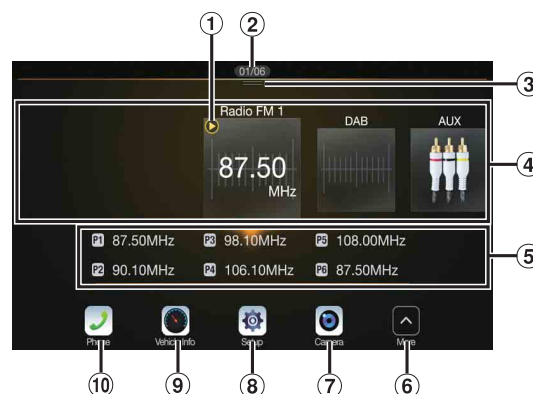 ① ②
01/06
③
Radio FM 1 DAB AUX
87.50
MHz
④
P1 87.50MHz P3 98.10MHz P5 108.00MHz
⑤
P2 90.10MHz P4 106.10MHz P6 87.50MHz
Phone Vehicle Info Setup Camera More
⑩ ⑨ ⑧ ⑦ ⑥